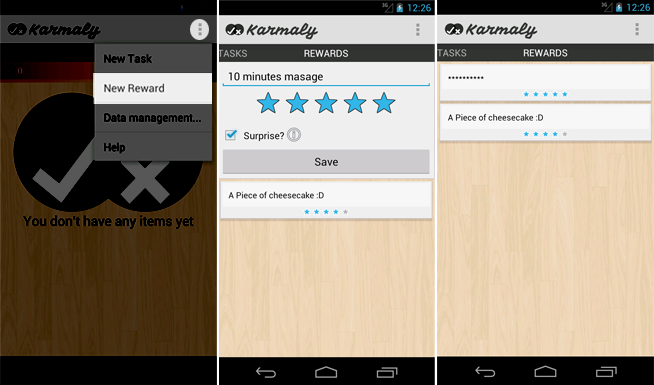 Karmaly
New Task
New Reward
Data management...
Help
0
You don't have any items yet
3G 12:26
Karmaly
TASKS REWARDS
10 minutes masage
Surprise?
Save
A Piece of cheesecake :D
3G 12:26
Karmaly
TASKS REWARDS
••••••••••
A Piece of cheesecake :D